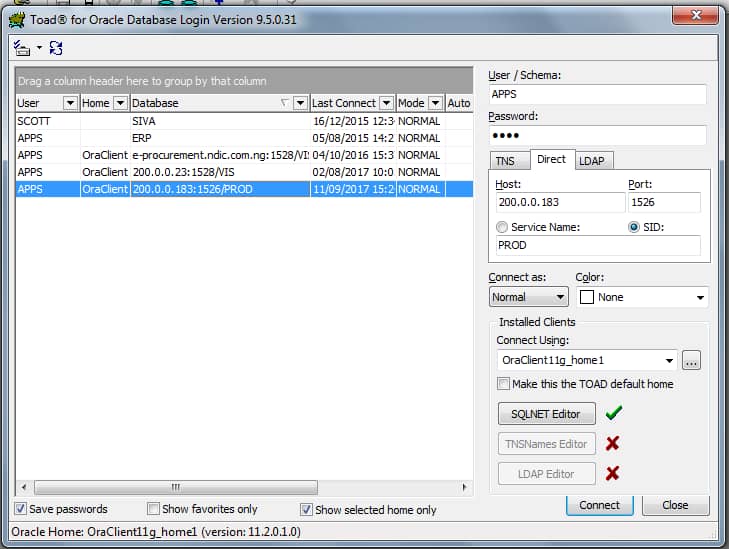 Toad® for Oracle Database Login Version 9.5.0.31
Drag a column header here to group by that column
User Home Database Last Connect Mode Auto
SCOTT SIVA 16/12/2015 12:3 NORMAL
APPS ERP 05/08/2015 14:2 NORMAL
APPS OraClient e-procurement.ndic.com.ng:1528/VIS 04/10/2016 15:3 NORMAL
APPS OraClient 200.0.0.23:1528/VIS 02/08/2017 10:0 NORMAL
APPS OraClient 200.0.0.183:1526/PROD 11/09/2017 15:2 NORMAL
Save passwords
Show favorites only
Show selected home only
User / Schema:
APPS
Password:
••••
TNS Direct LDAP
Host: Port:
200.0.0.183 1526
Service Name: SID:
PROD
Connect as: Color:
Normal None
Installed Clients
Connect Using:
OraClient11g_home1 ...
Make this the TOAD default home
SQLNET Editor
TNSNames Editor
LDAP Editor
Connect Close
Oracle Home: OraClient11g_home1 (version: 11.2.0.1.0)